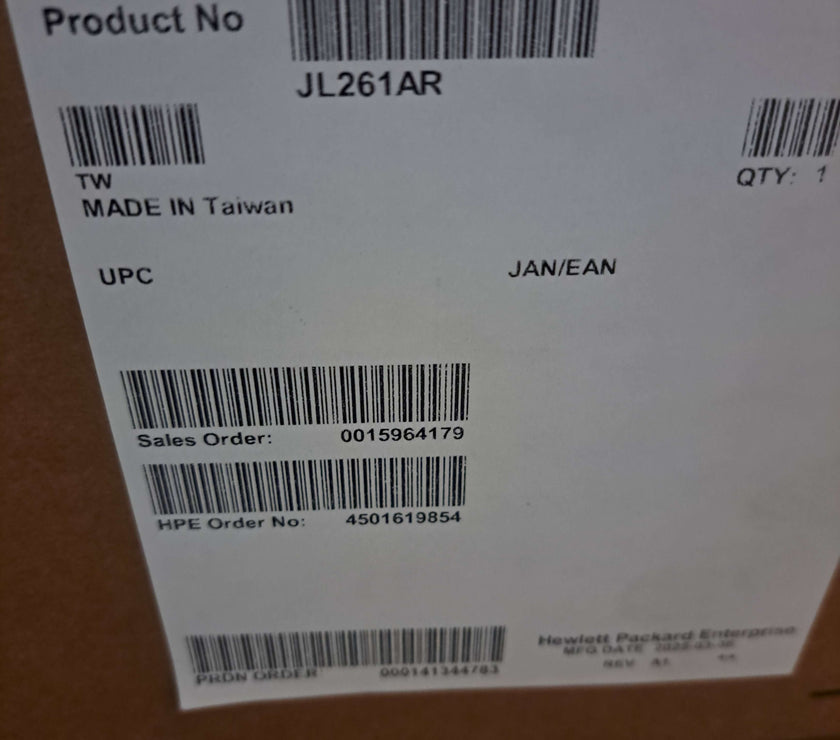 Product No
JL261AR
TW
QTY: 1
MADE IN Taiwan
UPC
JAN/EAN
Sales Order: 0015964179
HPE Order No: 4501619854
Hewlett Packard Enterprise
MFG DATE
PRDN ORDER 000141344783
REV